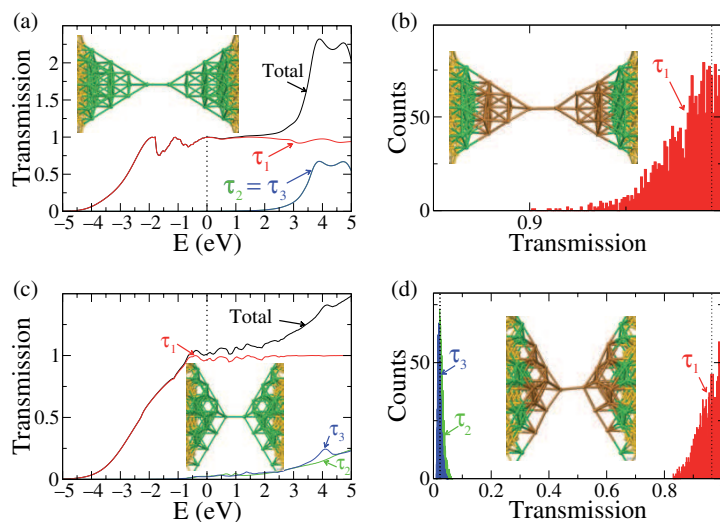 (a)
Transmission
2
1.5
1
0.5
0
Total
τ1
τ2 = τ3
−5 −4 −3 −2 −1 0 1 2 3 4 5
E (eV)
(b)
Counts
50
0
τ1
0.9
Transmission
(c)
Transmission
1
0.5
0
τ1
Total
τ3
τ2
−5 −4 −3 −2 −1 0 1 2 3 4 5
E (eV)
(d)
Counts
50
0
τ3
τ2
τ1
0 0.2 0.4 0.6 0.8 1
Transmission